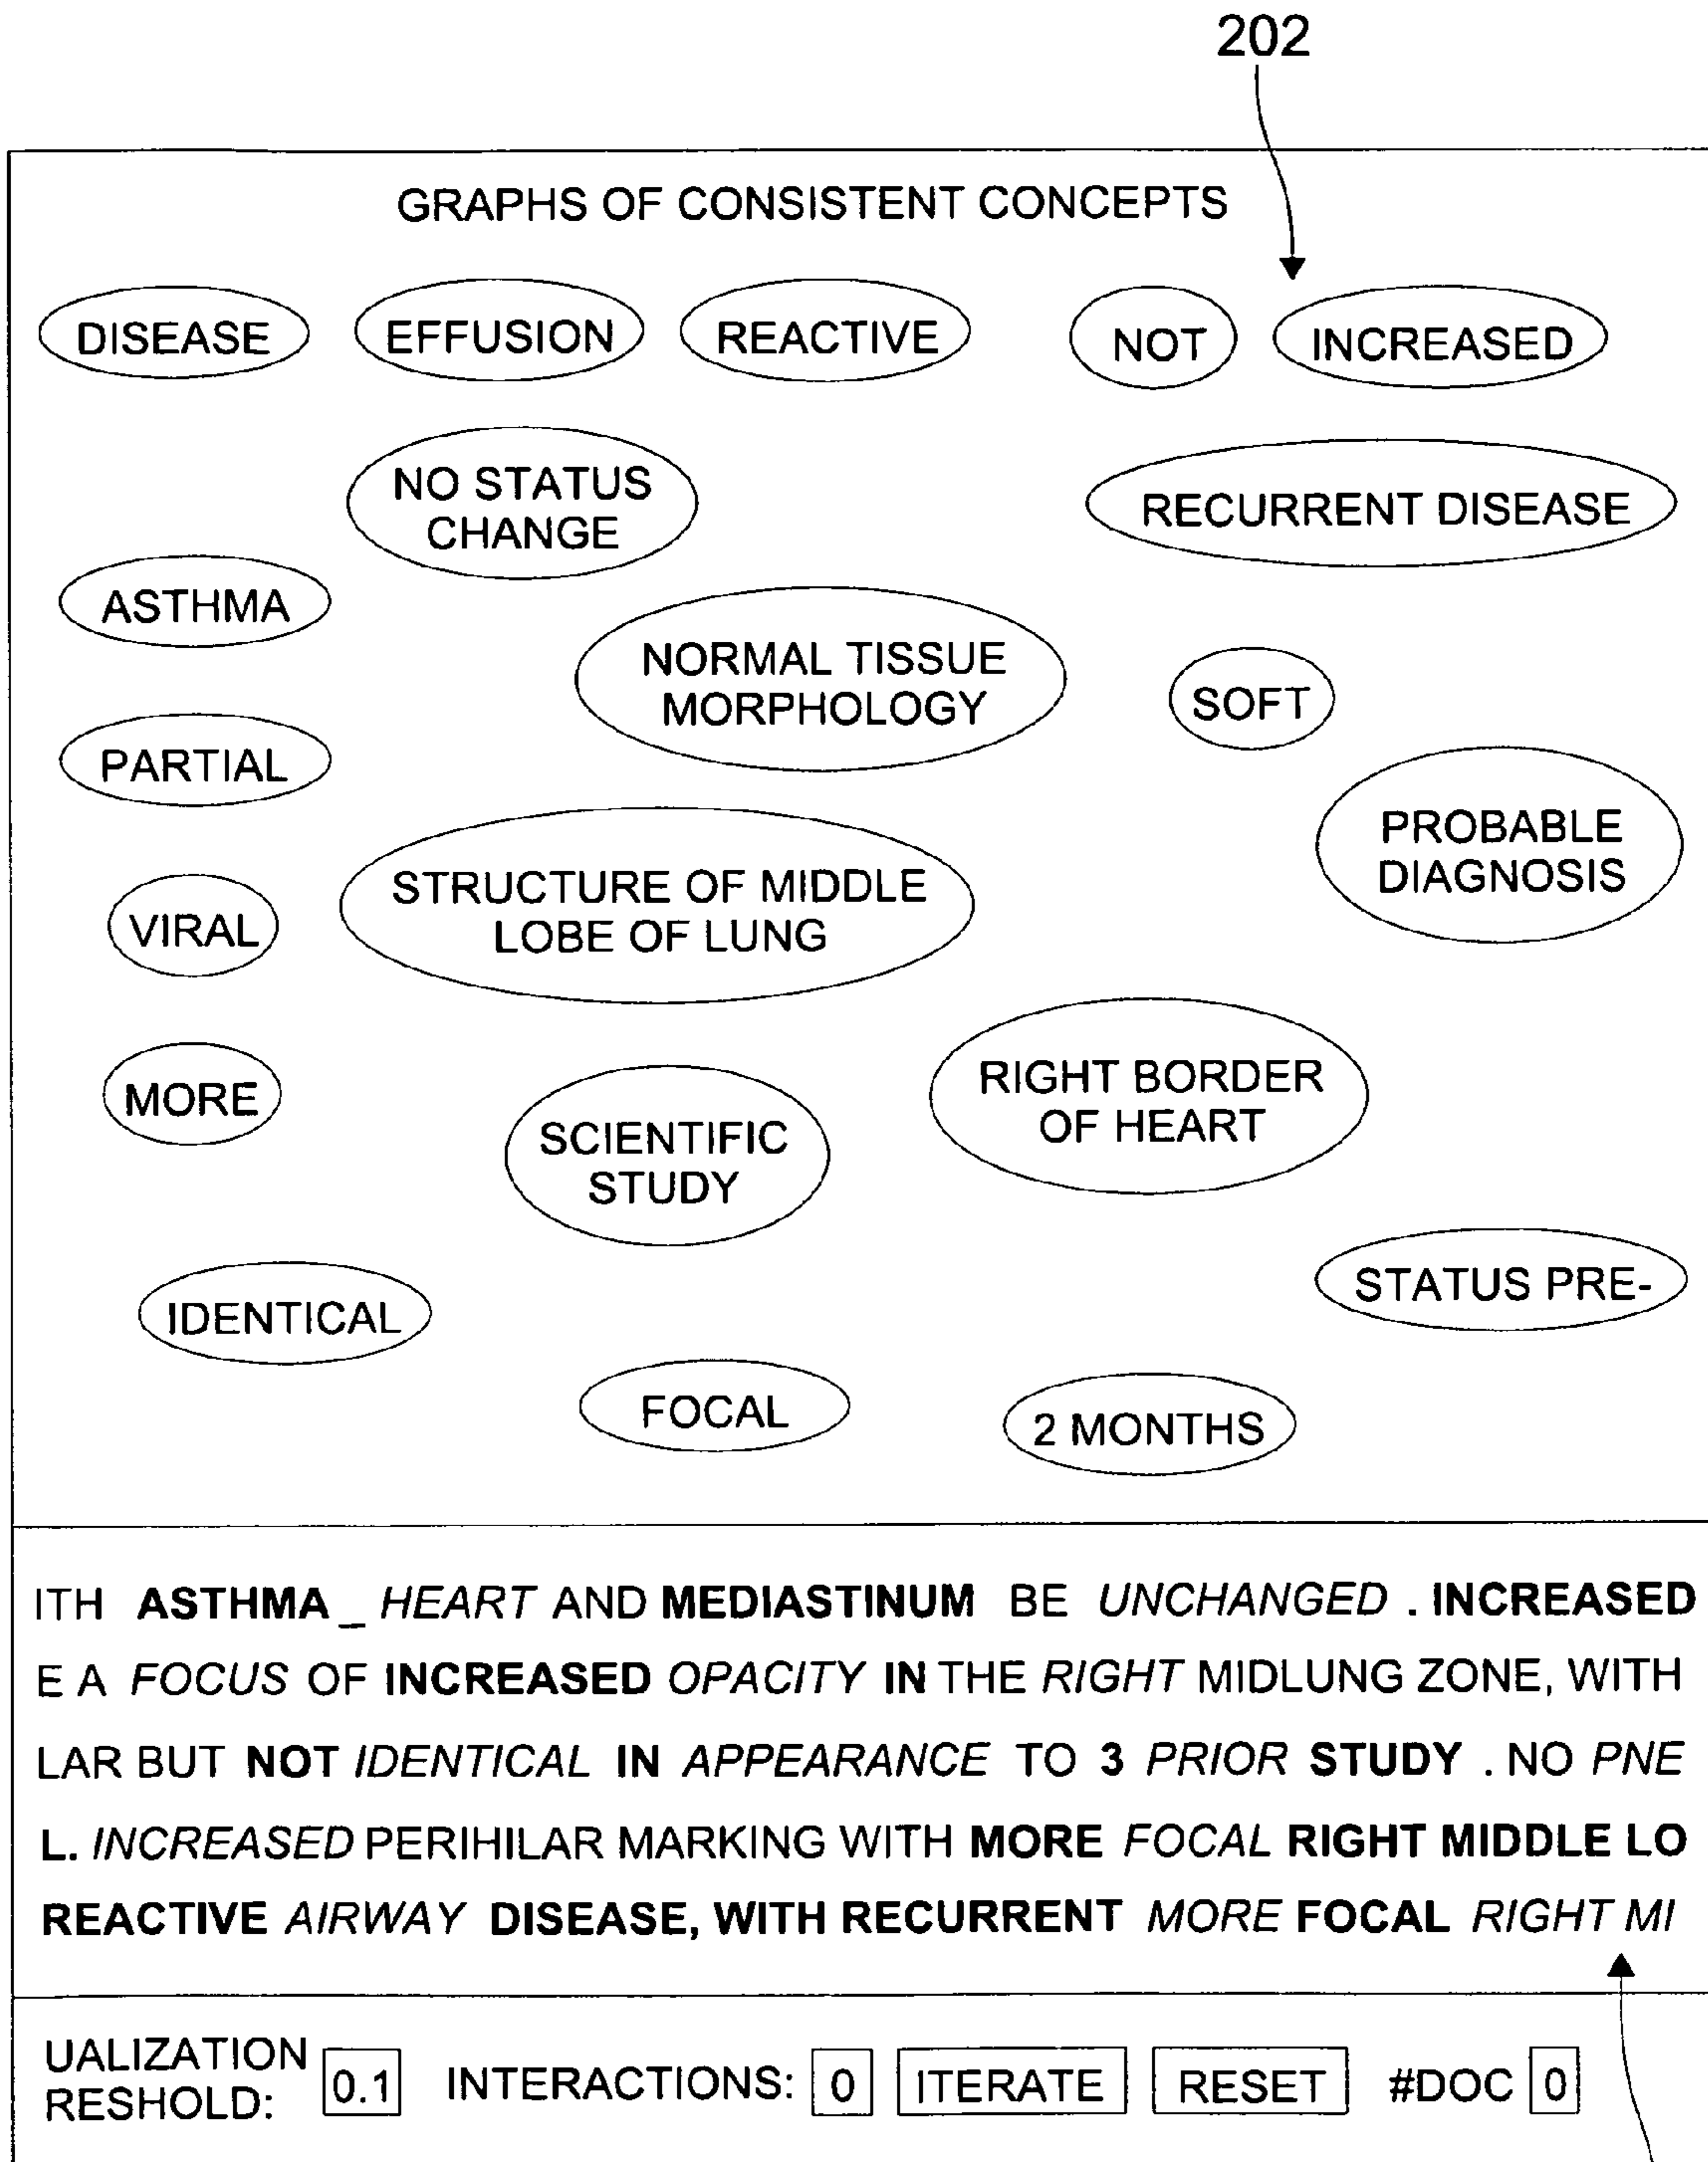 202
GRAPHS OF CONSISTENT CONCEPTS
DISEASE
EFFUSION
REACTIVE
NOT
INCREASED
NO STATUS
CHANGE
RECURRENT DISEASE
ASTHMA
NORMAL TISSUE
MORPHOLOGY
SOFT
PARTIAL
PROBABLE
DIAGNOSIS
STRUCTURE OF MIDDLE
LOBE OF LUNG
VIRAL
MORE
RIGHT BORDER
OF HEART
SCIENTIFIC
STUDY
STATUS PRE-
IDENTICAL
FOCAL
2 MONTHS
ITH ASTHMA _ HEART AND MEDIASTINUM BE UNCHANGED . INCREASED
E A FOCUS OF INCREASED OPACITY IN THE RIGHT MIDLUNG ZONE, WITH
LAR BUT NOT IDENTICAL IN APPEARANCE TO 3 PRIOR STUDY . NO PNE
L. INCREASED PERIHILAR MARKING WITH MORE FOCAL RIGHT MIDDLE LO
REACTIVE AIRWAY DISEASE, WITH RECURRENT MORE FOCAL RIGHT MI
UALIZATION
RESHOLD: 0.1 INTERACTIONS: 0 ITERATE RESET #DOC 0